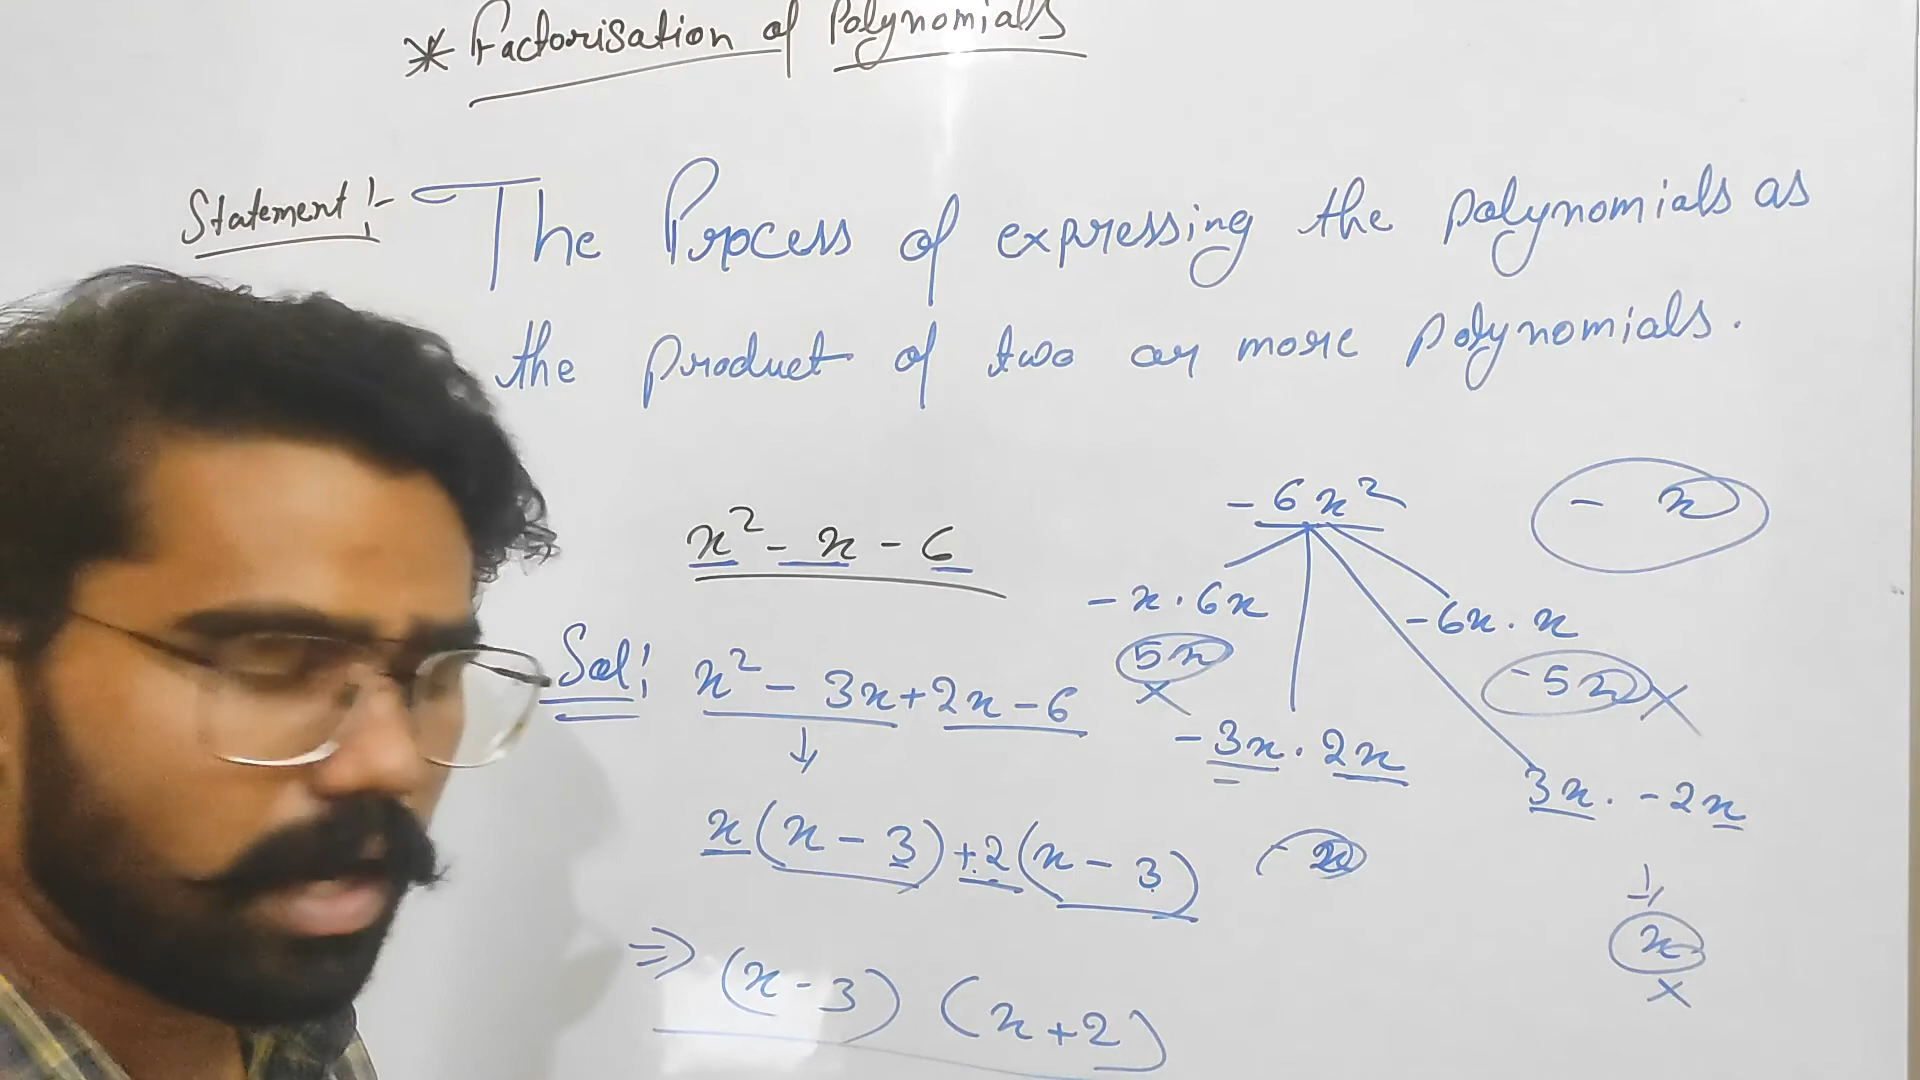 * Factorisation of Polynomials
Statement :- The Process of expressing the polynomials as
the product of two or more polynomials.
x² - x - 6
Sol: x² - 3x + 2x - 6
x(x - 3) + 2(x - 3)
⇒ (x - 3) (x + 2)
- 6x²
- x
- x · 6x
- 6x · x
5x
×
- 5x
×
- 3x · 2x
3x · - 2x
- x
x
×